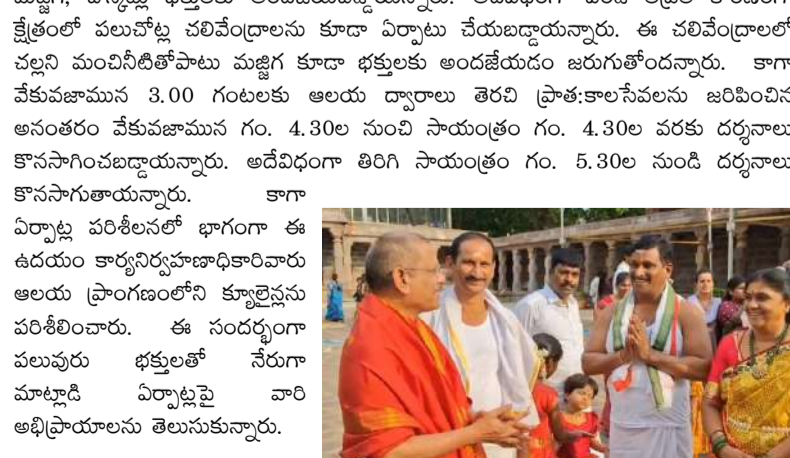 క్షేత్రంలో పలుచోట్ల చలివేంద్రాలను కూడా ఏర్పాటు చేయబడ్డాయన్నారు. ఈ చలివేంద్రాలలో
చల్లని మంచినీటితోపాటు మజ్జిగ కూడా భక్తులకు అందజేయడం జరుగుతోందన్నారు. కాగా
వేకువజామున 3.00 గంటలకు ఆలయ ద్వారాలు తెరచి ప్రాత:కాలసేవలను జరిపించిన
అనంతరం వేకువజామున గం. 4.30ల నుంచి సాయంత్రం గం. 4.30ల వరకు దర్శనాలు
కొనసాగించబడ్డాయన్నారు. అదేవిధంగా తిరిగి సాయంత్రం గం. 5.30ల నుండి దర్శనాలు
కొనసాగుతాయన్నారు. కాగా
ఏర్పాట్ల పరిశీలనలో భాగంగా ఈ
ఉదయం కార్యనిర్వహణాధికారివారు
ఆలయ ప్రాంగణంలోని క్యూలైన్లను
పరిశీలించారు. ఈ సందర్భంగా
పలువురు భక్తులతో నేరుగా
మాట్లాడి ఏర్పాట్లపై వారి
అభిప్రాయాలను తెలుసుకున్నారు.